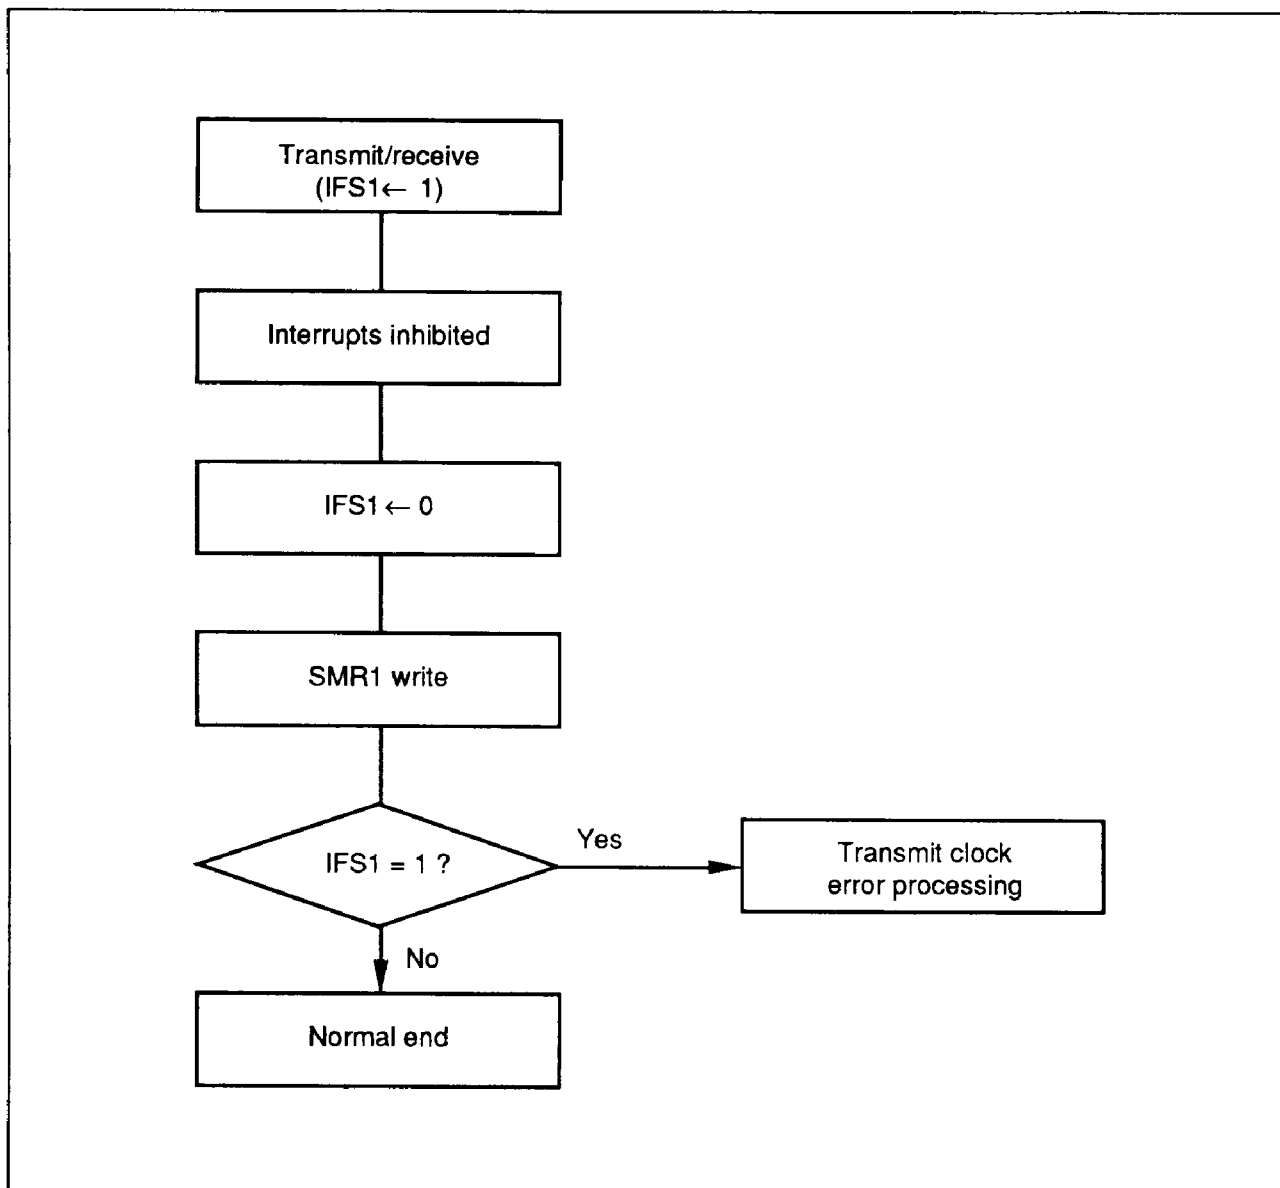 Transmit/receive
(IFS1← 1)
Interrupts inhibited
IFS1 ← 0
SMR1 write
IFS1 = 1 ?
Yes
Transmit clock
error processing
No
Normal end